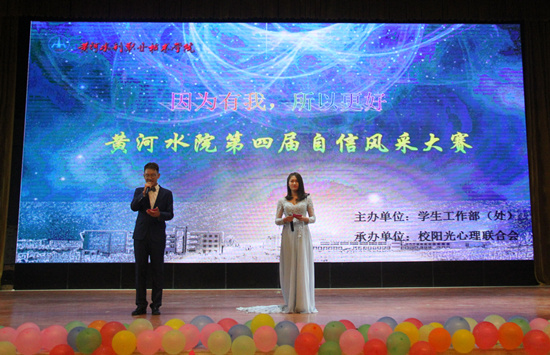 黄河水利职业技术学院
因为有我，所以更好
黄河水院第四届自信风采大赛
主办单位：学生工作部（处）
承办单位：校阳光心理联合会